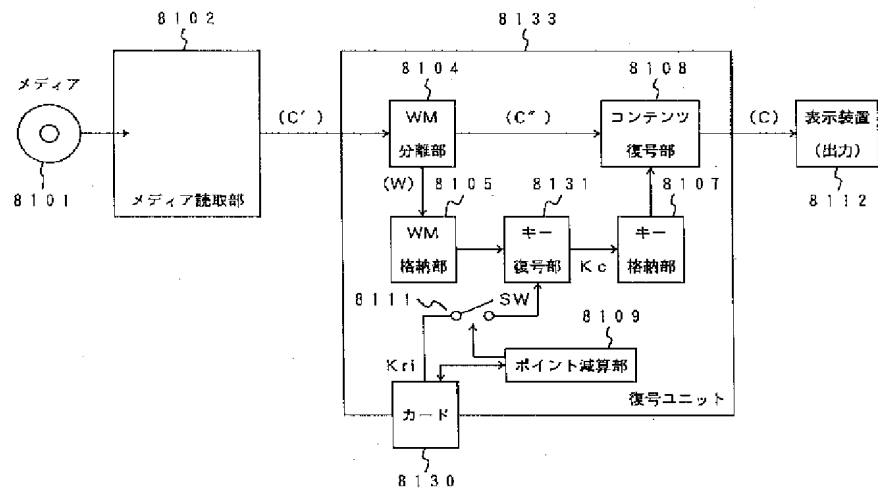 8102
8133
8104
8108
メディア
(C')
WM
分離部
(C")
コンテンツ
復号部
(C)
表示装置
(出力)
8101
メディア読取部
(W)
8105
8131
8107
8112
WM
格納部
キー
復号部
Kc
キー
格納部
8111
SW
8109
Kri
ポイント減算部
カード
復号ユニット
8130